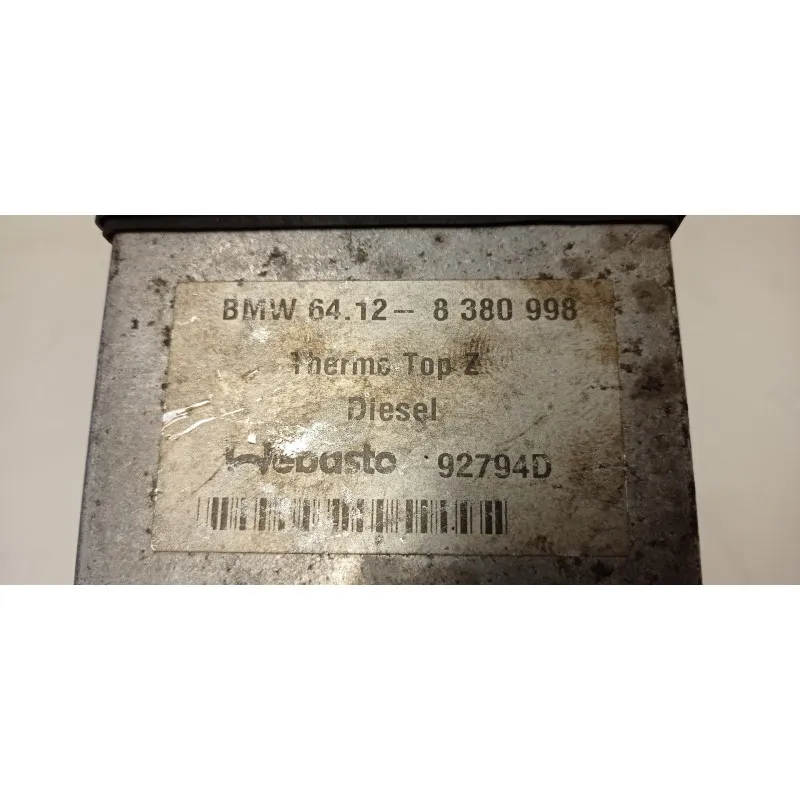 BMW 64.12- 8 380 998
Thermo Top Z
Diesel
Webasto 92794D